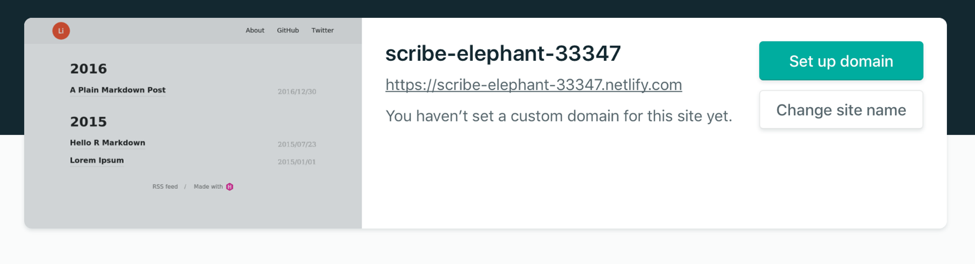 Li
About GitHub Twitter
2016
A Plain Markdown Post 2016/12/30
2015
Hello R Markdown 2015/07/23
Lorem Ipsum 2015/01/01
RSS feed / Made with
scribe-elephant-33347
https://scribe-elephant-33347.netlify.com
You haven’t set a custom domain for this site yet.
Set up domain
Change site name